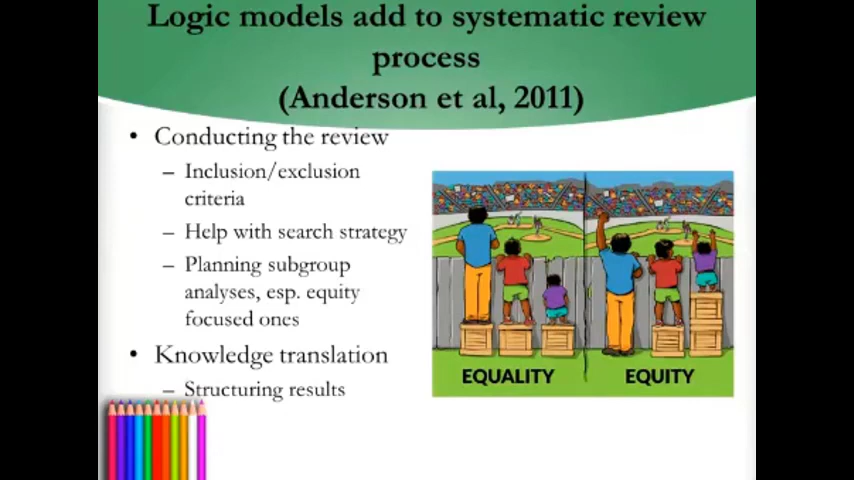 Logic models add to systematic review
process
(Anderson et al, 2011)
• Conducting the review
– Inclusion/exclusion
criteria
– Help with search strategy
– Planning subgroup
analyses, esp. equity
focused ones
• Knowledge translation
– Structuring results
EQUALITY
EQUITY